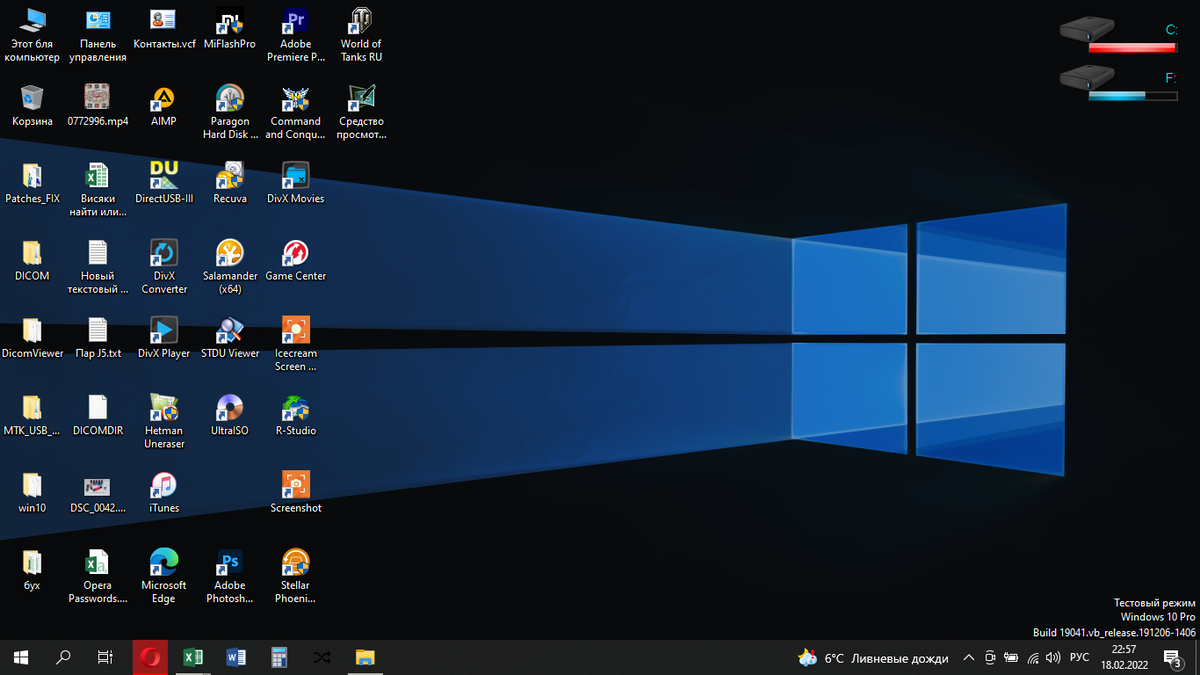 Этот бля
компьютер
Панель
управления
Контакты.vcf
MiFlashPro
Adobe
Premiere P...
World of
Tanks RU
Корзина
0772996.mp4
AIMP
Paragon
Hard Disk ...
Command
and Conqu...
Средство
просмот...
Patches_FIX
Висяки
найти или...
DirectUSB-III
Recuva
DivX Movies
DICOM
Новый
текстовый ...
DivX
Converter
Salamander
(x64)
Game Center
DicomViewer
Пар J5.txt
DivX Player
STDU Viewer
Icecream
Screen ...
MTK_USB_...
DICOMDIR
Hetman
Uneraser
UltraISO
R-Studio
win10
DSC_0042....
iTunes
Screenshot
бух
Opera
Passwords....
Microsoft
Edge
Adobe
Photosh...
Stellar
Phoeni...
C:
F:
Pr
DU
Ps
Тестовый режим
Windows 10 Pro
Build 19041.vb_release.191206-1406
6°C Ливневые дожди
РУС
22:57
18.02.2022
3